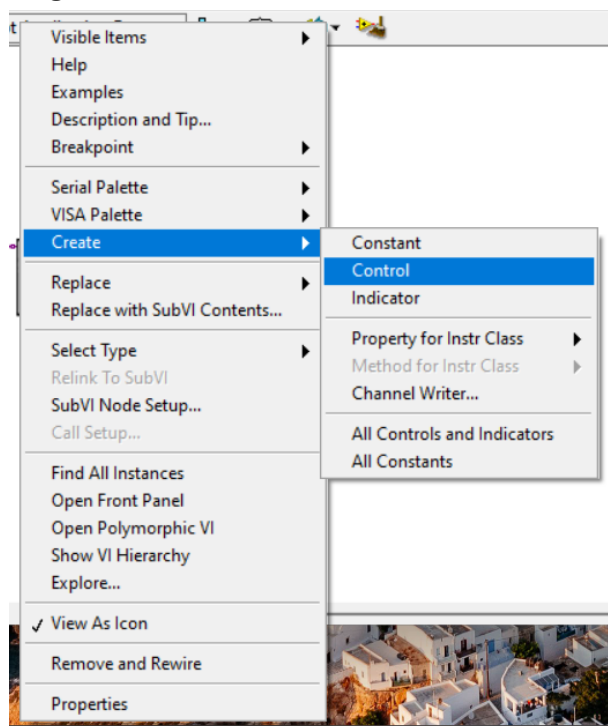 Visible Items
Help
Examples
Description and Tip...
Breakpoint
Serial Palette
VISA Palette
Create
Replace
Replace with SubVI Contents...
Select Type
Relink To SubVI
SubVI Node Setup...
Call Setup...
Find All Instances
Open Front Panel
Open Polymorphic VI
Show VI Hierarchy
Explore...
View As Icon
Remove and Rewire
Properties
Constant
Control
Indicator
Property for Instr Class
Method for Instr Class
Channel Writer...
All Controls and Indicators
All Constants